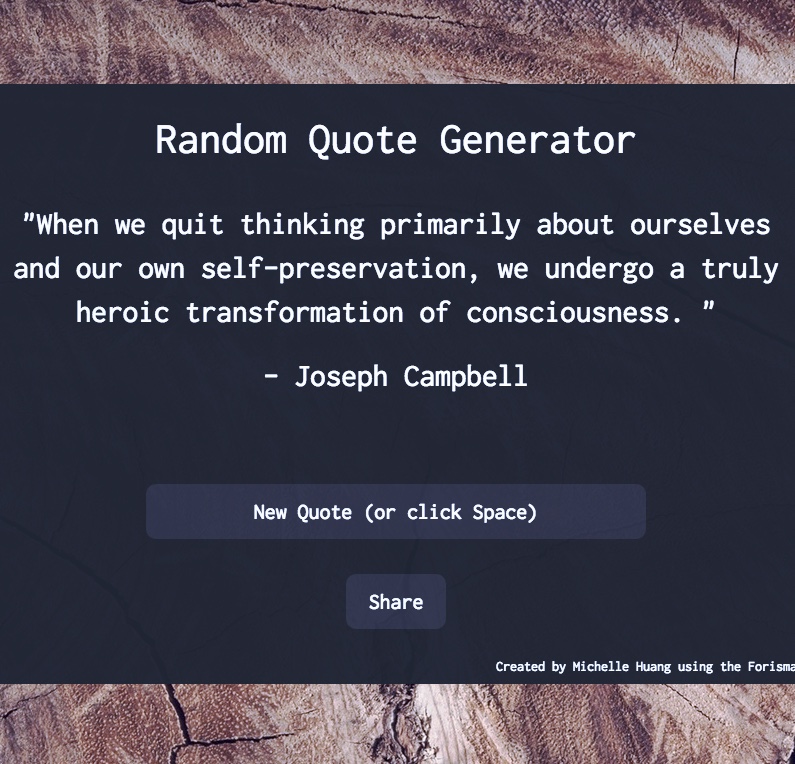 Random Quote Generator
"When we quit thinking primarily about ourselves
and our own self-preservation, we undergo a truly
heroic transformation of consciousness. "
- Joseph Campbell
New Quote (or click Space)
Share
Created by Michelle Huang using the Forisma